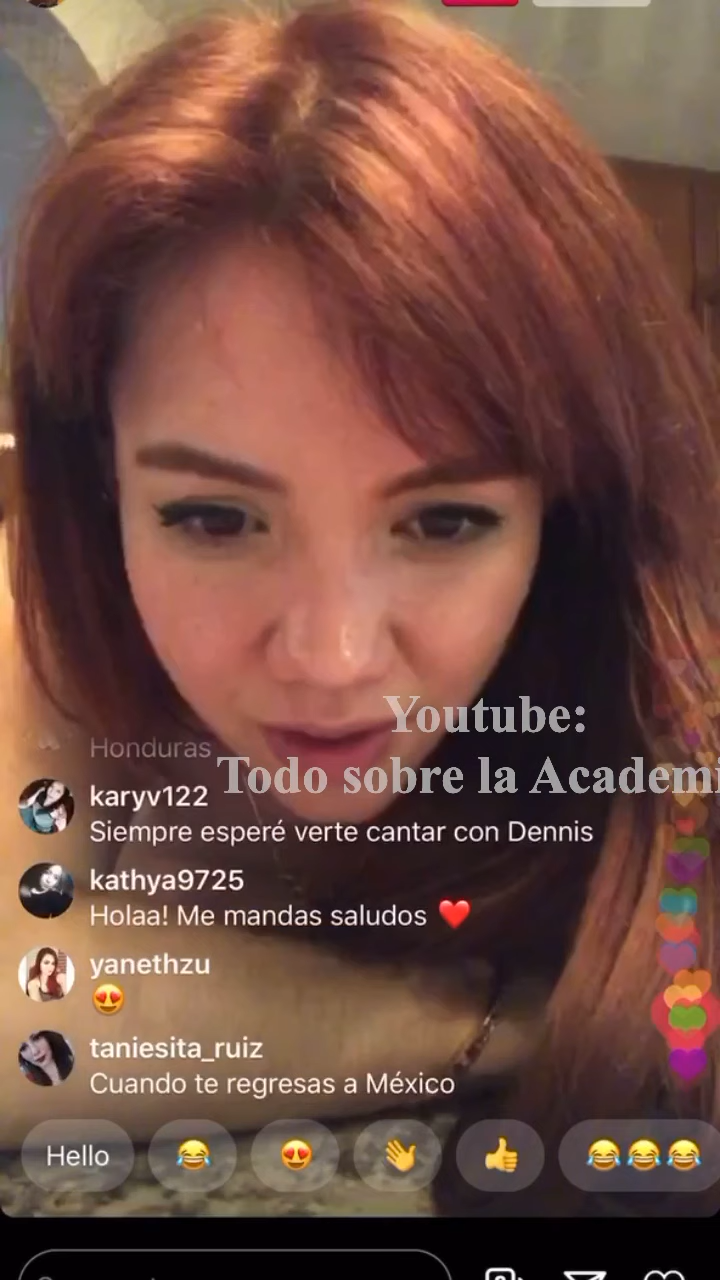 Youtube:
Honduras
Todo sobre la Academi
karyv122
Siempre esperé verte cantar con Dennis
kathya9725
Holaa! Me mandas saludos ❤️
yanethzu
😍
taniesita_ruiz
Cuando te regresas a México
Hello 😂 😍 👋 👍 😂😂😂